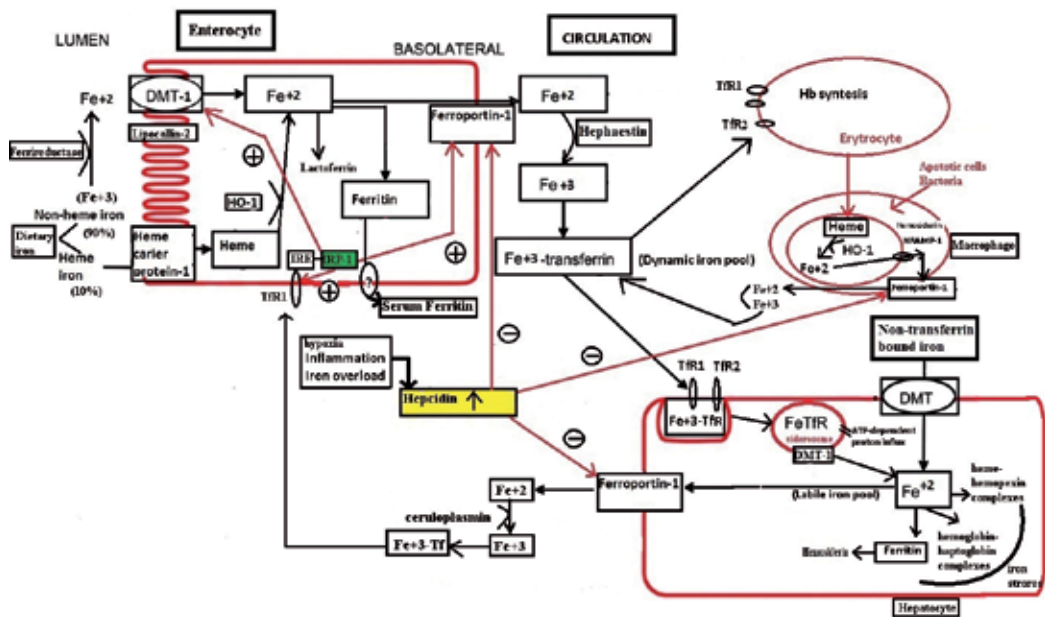 LUMEN
Enterocyte
BASOLATERAL
CIRCULATION
Fe+2
DMT-1
Fe+2
Ferroportin-1
Fe+2
Hephaestin
Lipocallin-2
Ferrireductase
Lactoferrin
Fe+3
(Fe+3)
Non-heme iron
(90%)
Dietary
iron
Heme
iron
(10%)
Heme
carier
protein-1
Heme
HO-1
Ferritin
IRE
IRP-1
TfR1
?
Serum Ferritin
+
+
+
Fe+3-transferrin
(Dynamic iron pool)
TfR1
TfR2
Hb syntesis
Erytrocyte
Apototic cells
Bacteria
Heme
HO-1
Fe+2
Hemosiderin
NRAMP-1
Macrophage
Ferroportin-1
Fe+2
Fe+3
hypoxia
Inflammation
Iron overload
Hepcidin
−
−
−
Non-transferrin
bound iron
TfR1
TfR2
DMT
Fe+3-TfR
FeTfR
siderosome
DMT-1
ATP-dependent
proton influx
Ferroportin-1
(Labile iron pool)
Fe+2
heme-
hemopexin
complexes
hemoglobin-
haptoglobin
complexes
Hemosiderin
Ferritin
iron
strores
Hepatocyte
Fe+2
ceruloplasmin
Fe+3-Tf
Fe+3